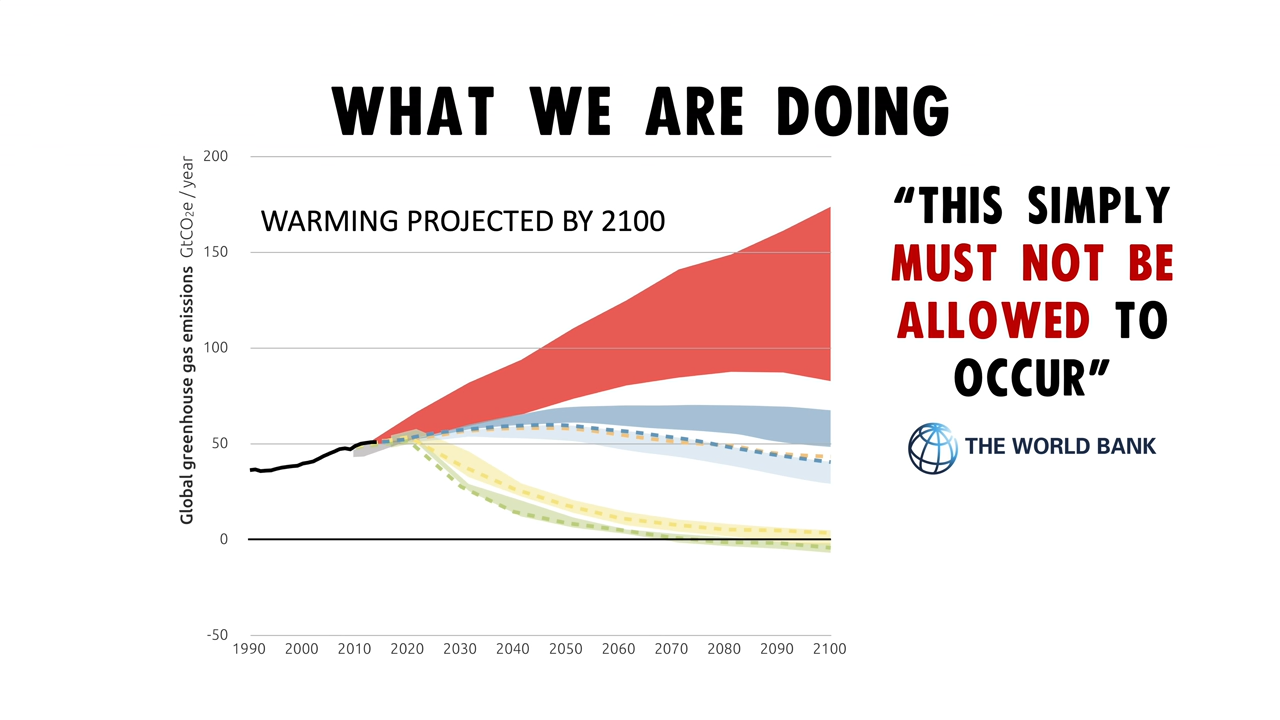 WHAT WE ARE DOING
Global greenhouse gas emissions GtCO₂e / year
200
150
100
50
0
-50
WARMING PROJECTED BY 2100
1990 2000 2010 2020 2030 2040 2050 2060 2070 2080 2090 2100
“THIS SIMPLY
MUST NOT BE
ALLOWED TO
OCCUR”
THE WORLD BANK